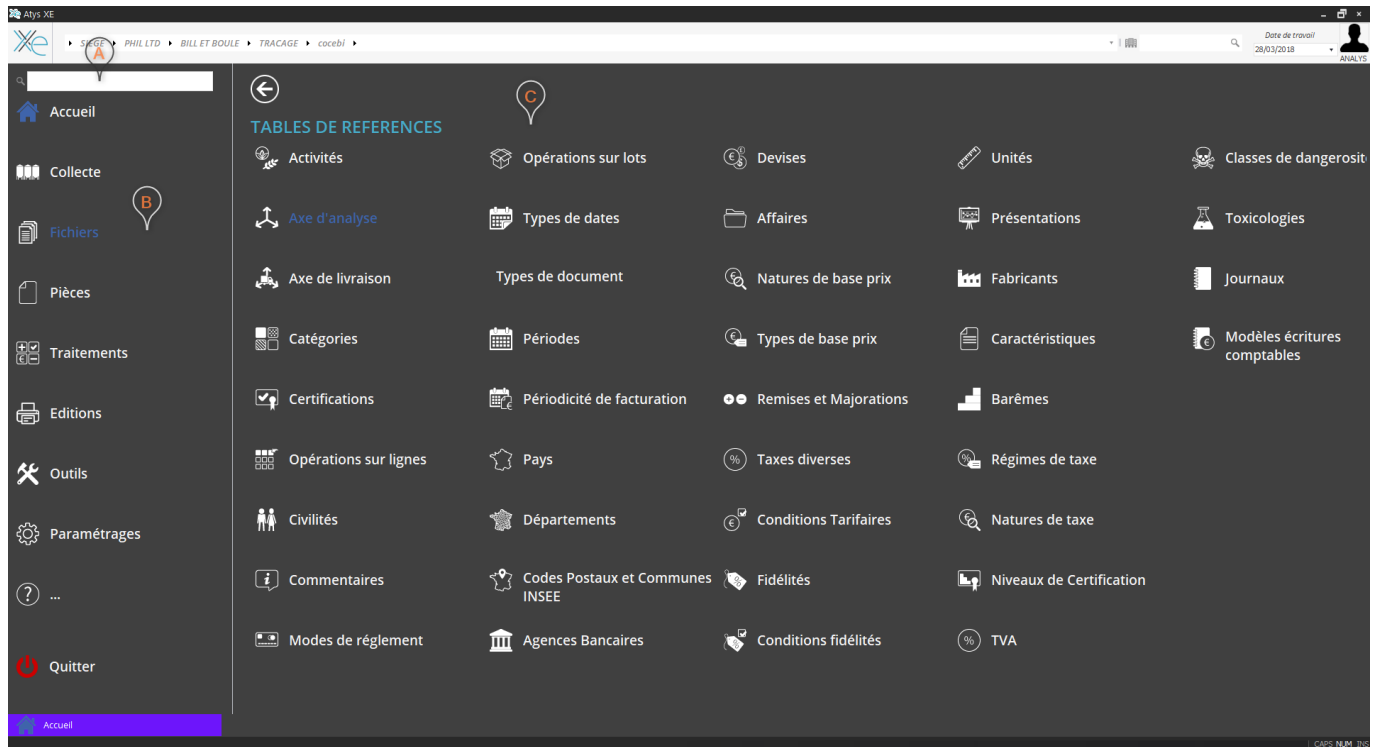 Atys XE
Xe
SIEGE PHIL LTD BILL ET BOULE TRACAGE cocebi
Date de travail
28/03/2018
ANALYS
A
B
C
Accueil
Collecte
Fichiers
Pièces
Traitements
Editions
Outils
Paramétrages
...
Quitter
Accueil
TABLES DE REFERENCES
Activités
Axe d'analyse
Axe de livraison
Catégories
Certifications
Opérations sur lignes
Civilités
Commentaires
Modes de réglement
Opérations sur lots
Types de dates
Types de document
Périodes
Périodicité de facturation
Pays
Départements
Codes Postaux et Communes
INSEE
Agences Bancaires
Devises
Affaires
Natures de base prix
Types de base prix
Remises et Majorations
Taxes diverses
Conditions Tarifaires
Fidélités
Conditions fidélités
Unités
Présentations
Fabricants
Caractéristiques
Barêmes
Régimes de taxe
Natures de taxe
Niveaux de Certification
TVA
Classes de dangerosit
Toxicologies
Journaux
Modèles écritures
comptables
CAPS NUM INS